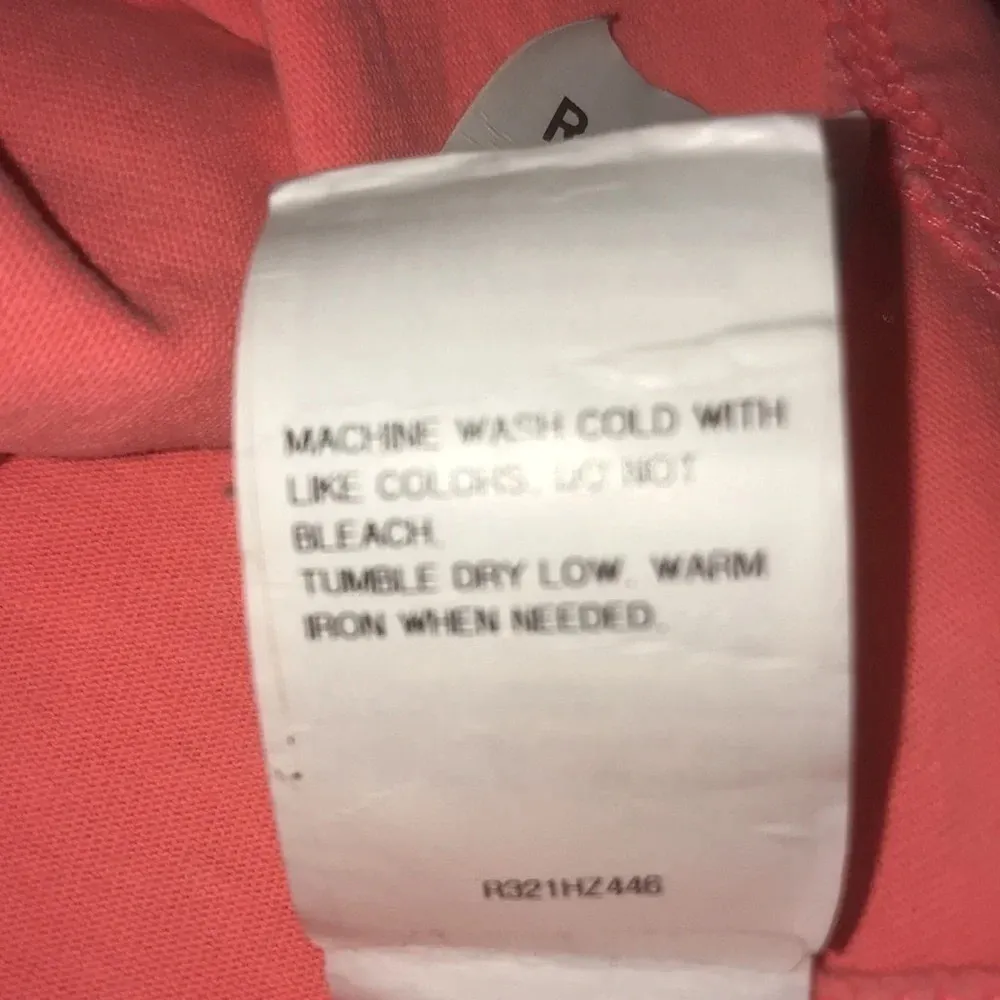 R
MACHINE WASH COLD WITH
LIKE COLORS. DO NOT
BLEACH.
TUMBLE DRY LOW. WARM
IRON WHEN NEEDED.
R321HZ446